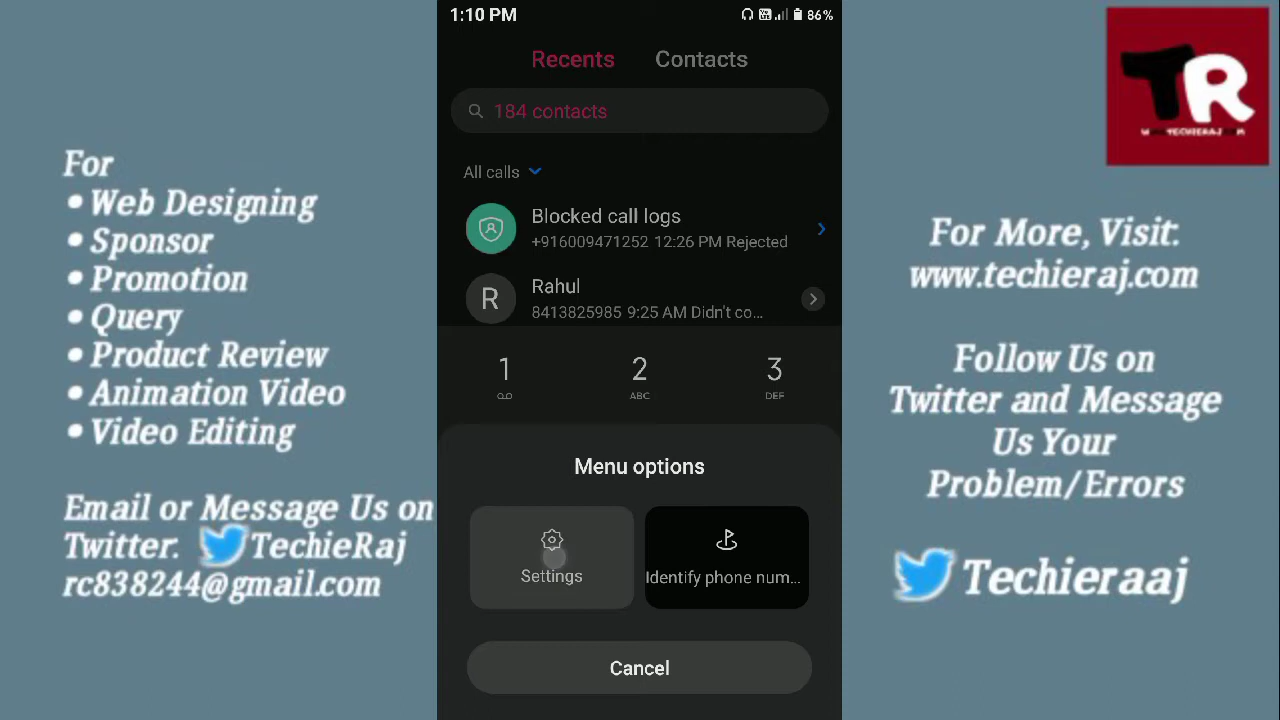 For
• Web Designing
• Sponsor
• Promotion
• Query
• Product Review
• Animation Video
• Video Editing
Email or Message Us on
Twitter. TechieRaj
rc838244@gmail.com
1:10 PM
86%
Recents Contacts
184 contacts
All calls
Blocked call logs
+916009471252 12:26 PM Rejected
R
Rahul
8413825985 9:25 AM Didn't co...
1 2 3
ABC DEF
Menu options
Settings
Identify phone num...
Cancel
TR
For More, Visit:
www.techieraj.com
Follow Us on
Twitter and Message
Us Your
Problem/Errors
Techieraaj